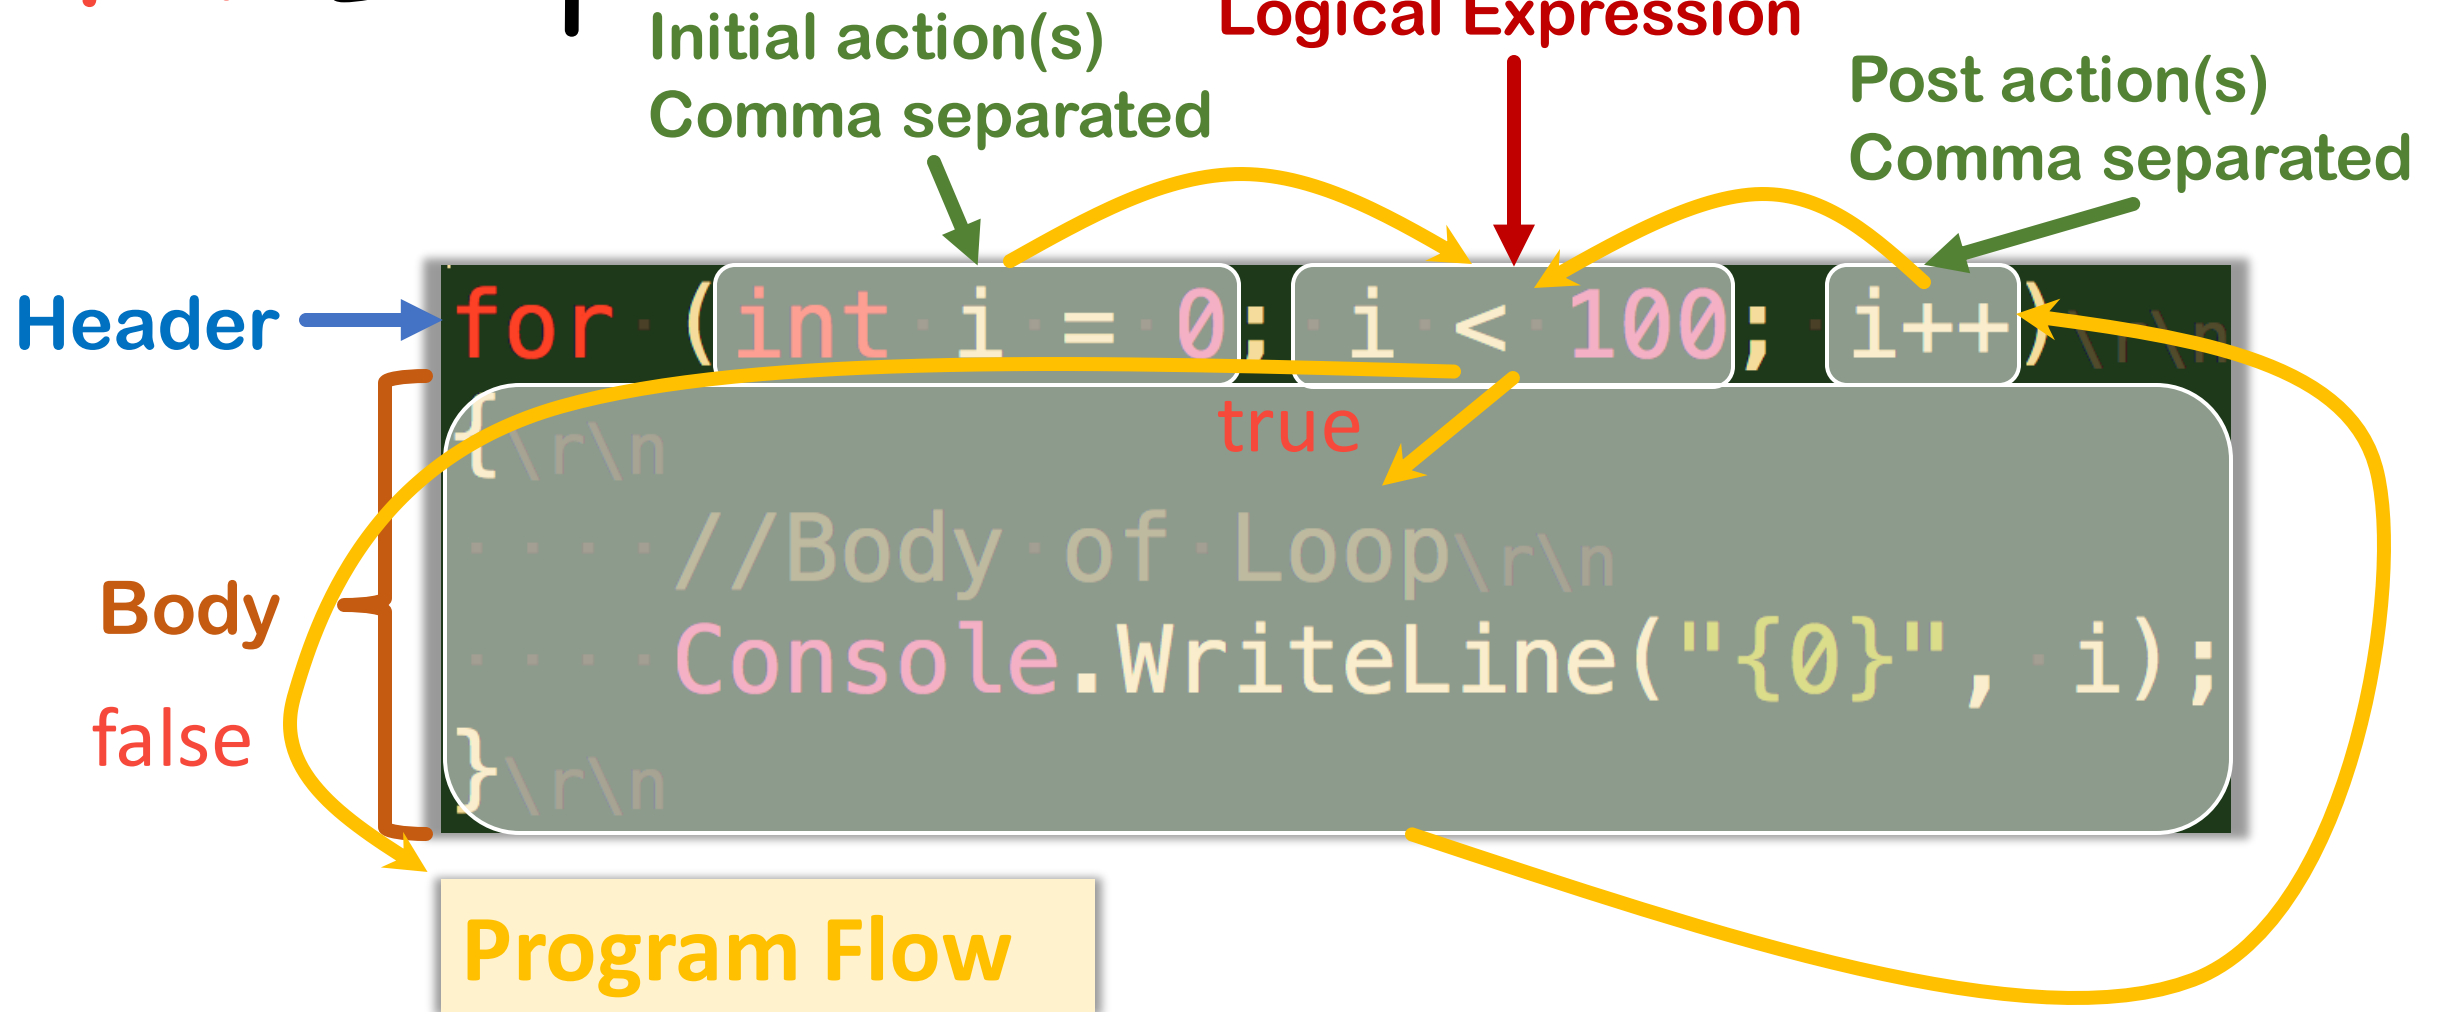 Initial action(s)
Comma separated
Logical Expression
Post action(s)
Comma separated
Header
for (int i = 0; i < 100; i++)\r\n
{\r\n
true
//Body of Loop\r\n
Console.WriteLine("{0}", i);
}\r\n
Body
false
Program Flow